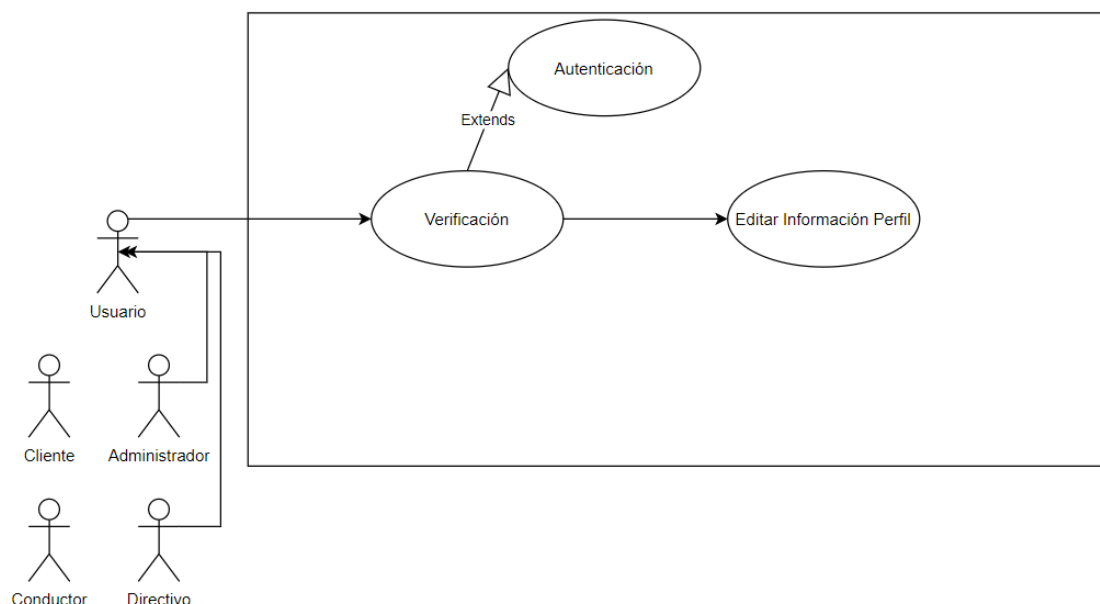 Autenticación
Extends
Verificación
Editar Información Perfil
Usuario
Cliente
Administrador
Conductor
Directivo